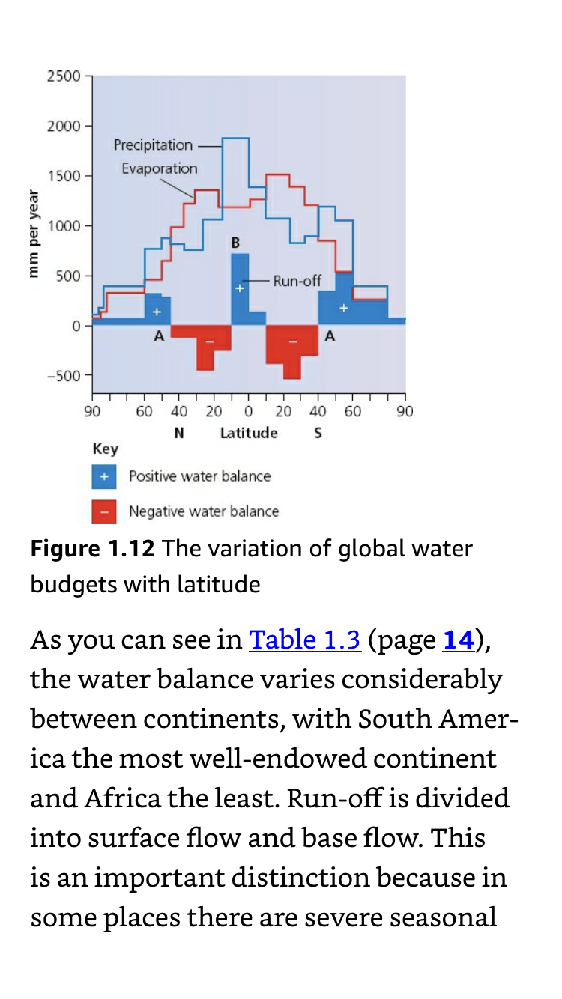 2500
2000
1500
1000
500
0
−500
mm per year
Precipitation
Evaporation
B
Run-off
+
+
+
A
A
−
−
90 60 40 20 0 20 40 60 90
N Latitude S
Key
+ Positive water balance
− Negative water balance
Figure 1.12 The variation of global water
budgets with latitude
As you can see in Table 1.3 (page 14),
the water balance varies considerably
between continents, with South Amer-
ica the most well-endowed continent
and Africa the least. Run-off is divided
into surface flow and base flow. This
is an important distinction because in
some places there are severe seasonal